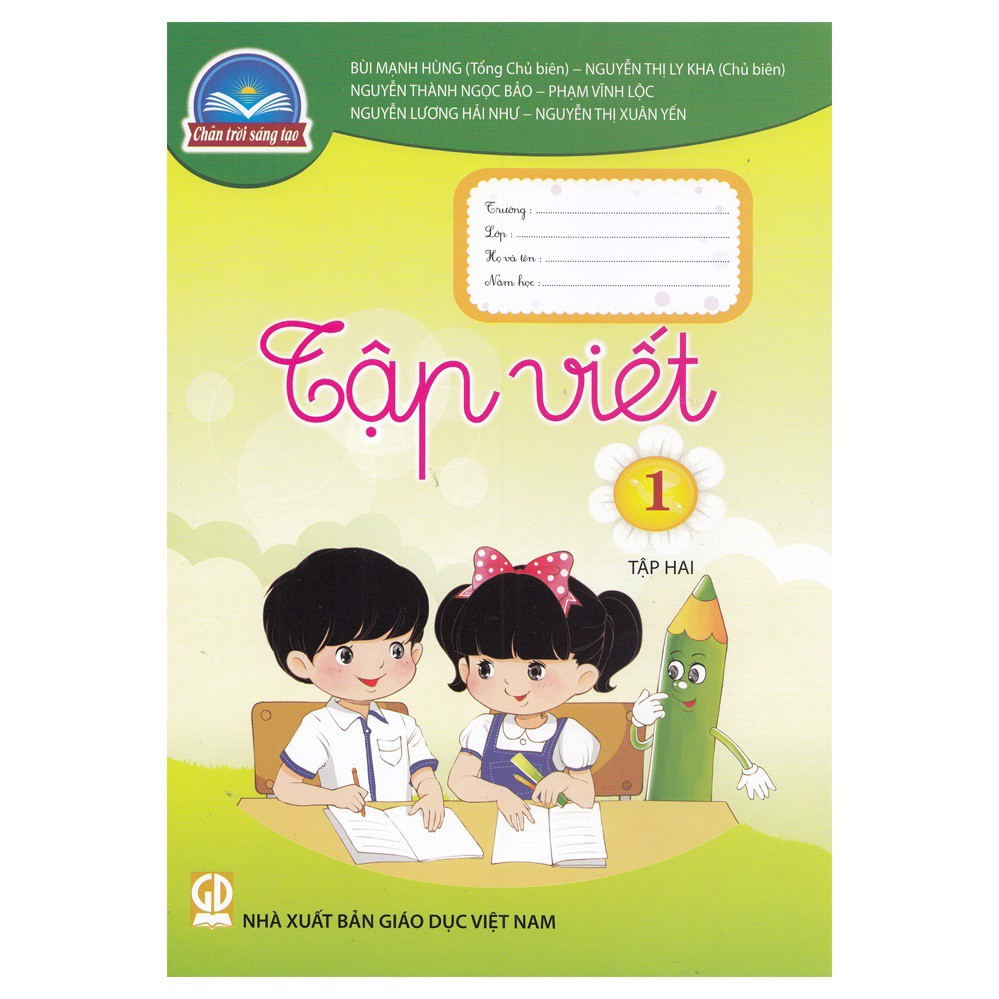 Chân trời sáng tạo
BÙI MẠNH HÙNG (Tổng Chủ biên) – NGUYỄN THỊ LY KHA (Chủ biên)
NGUYỄN THÀNH NGỌC BẢO – PHẠM VĨNH LỘC
NGUYỄN LƯƠNG HẢI NHƯ – NGUYỄN THỊ XUÂN YẾN
Trường :
Lớp :
Họ và tên :
Năm học :
Tập viết
1
TẬP HAI
GD
NHÀ XUẤT BẢN GIÁO DỤC VIỆT NAM